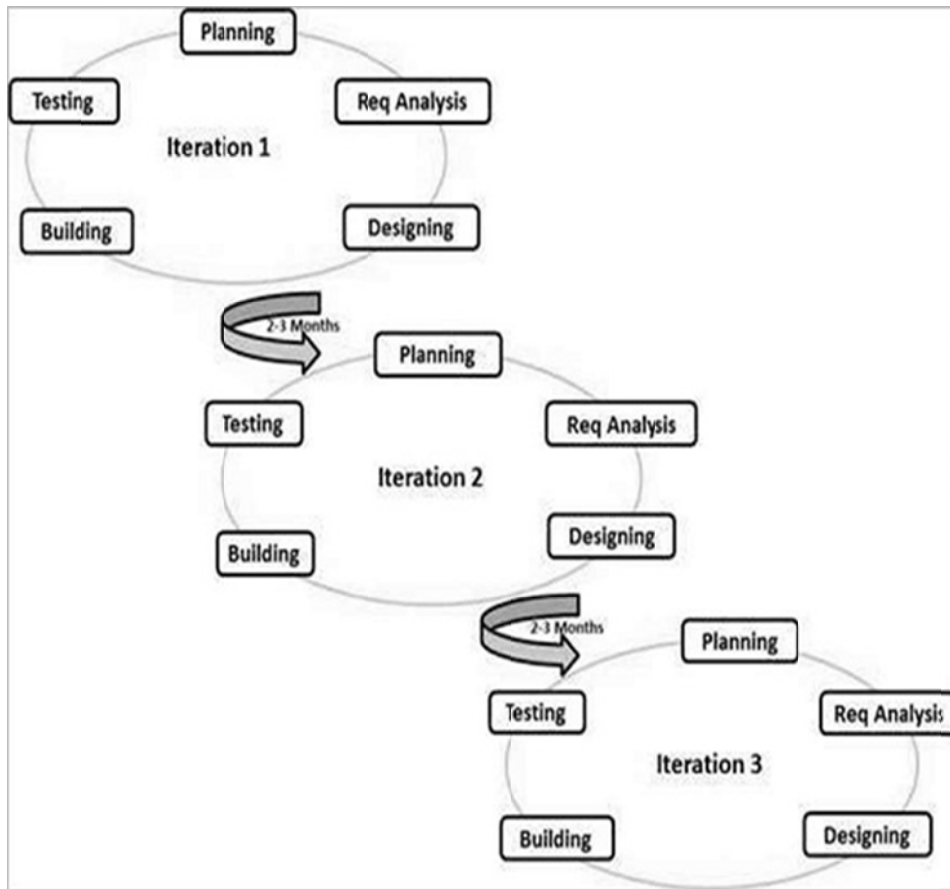 Planning
Testing
Req Analysis
Iteration 1
Building
Designing
2-3 Months
Planning
Testing
Req Analysis
Iteration 2
Building
Designing
2-3 Months
Planning
Testing
Req Analysis
Iteration 3
Building
Designing